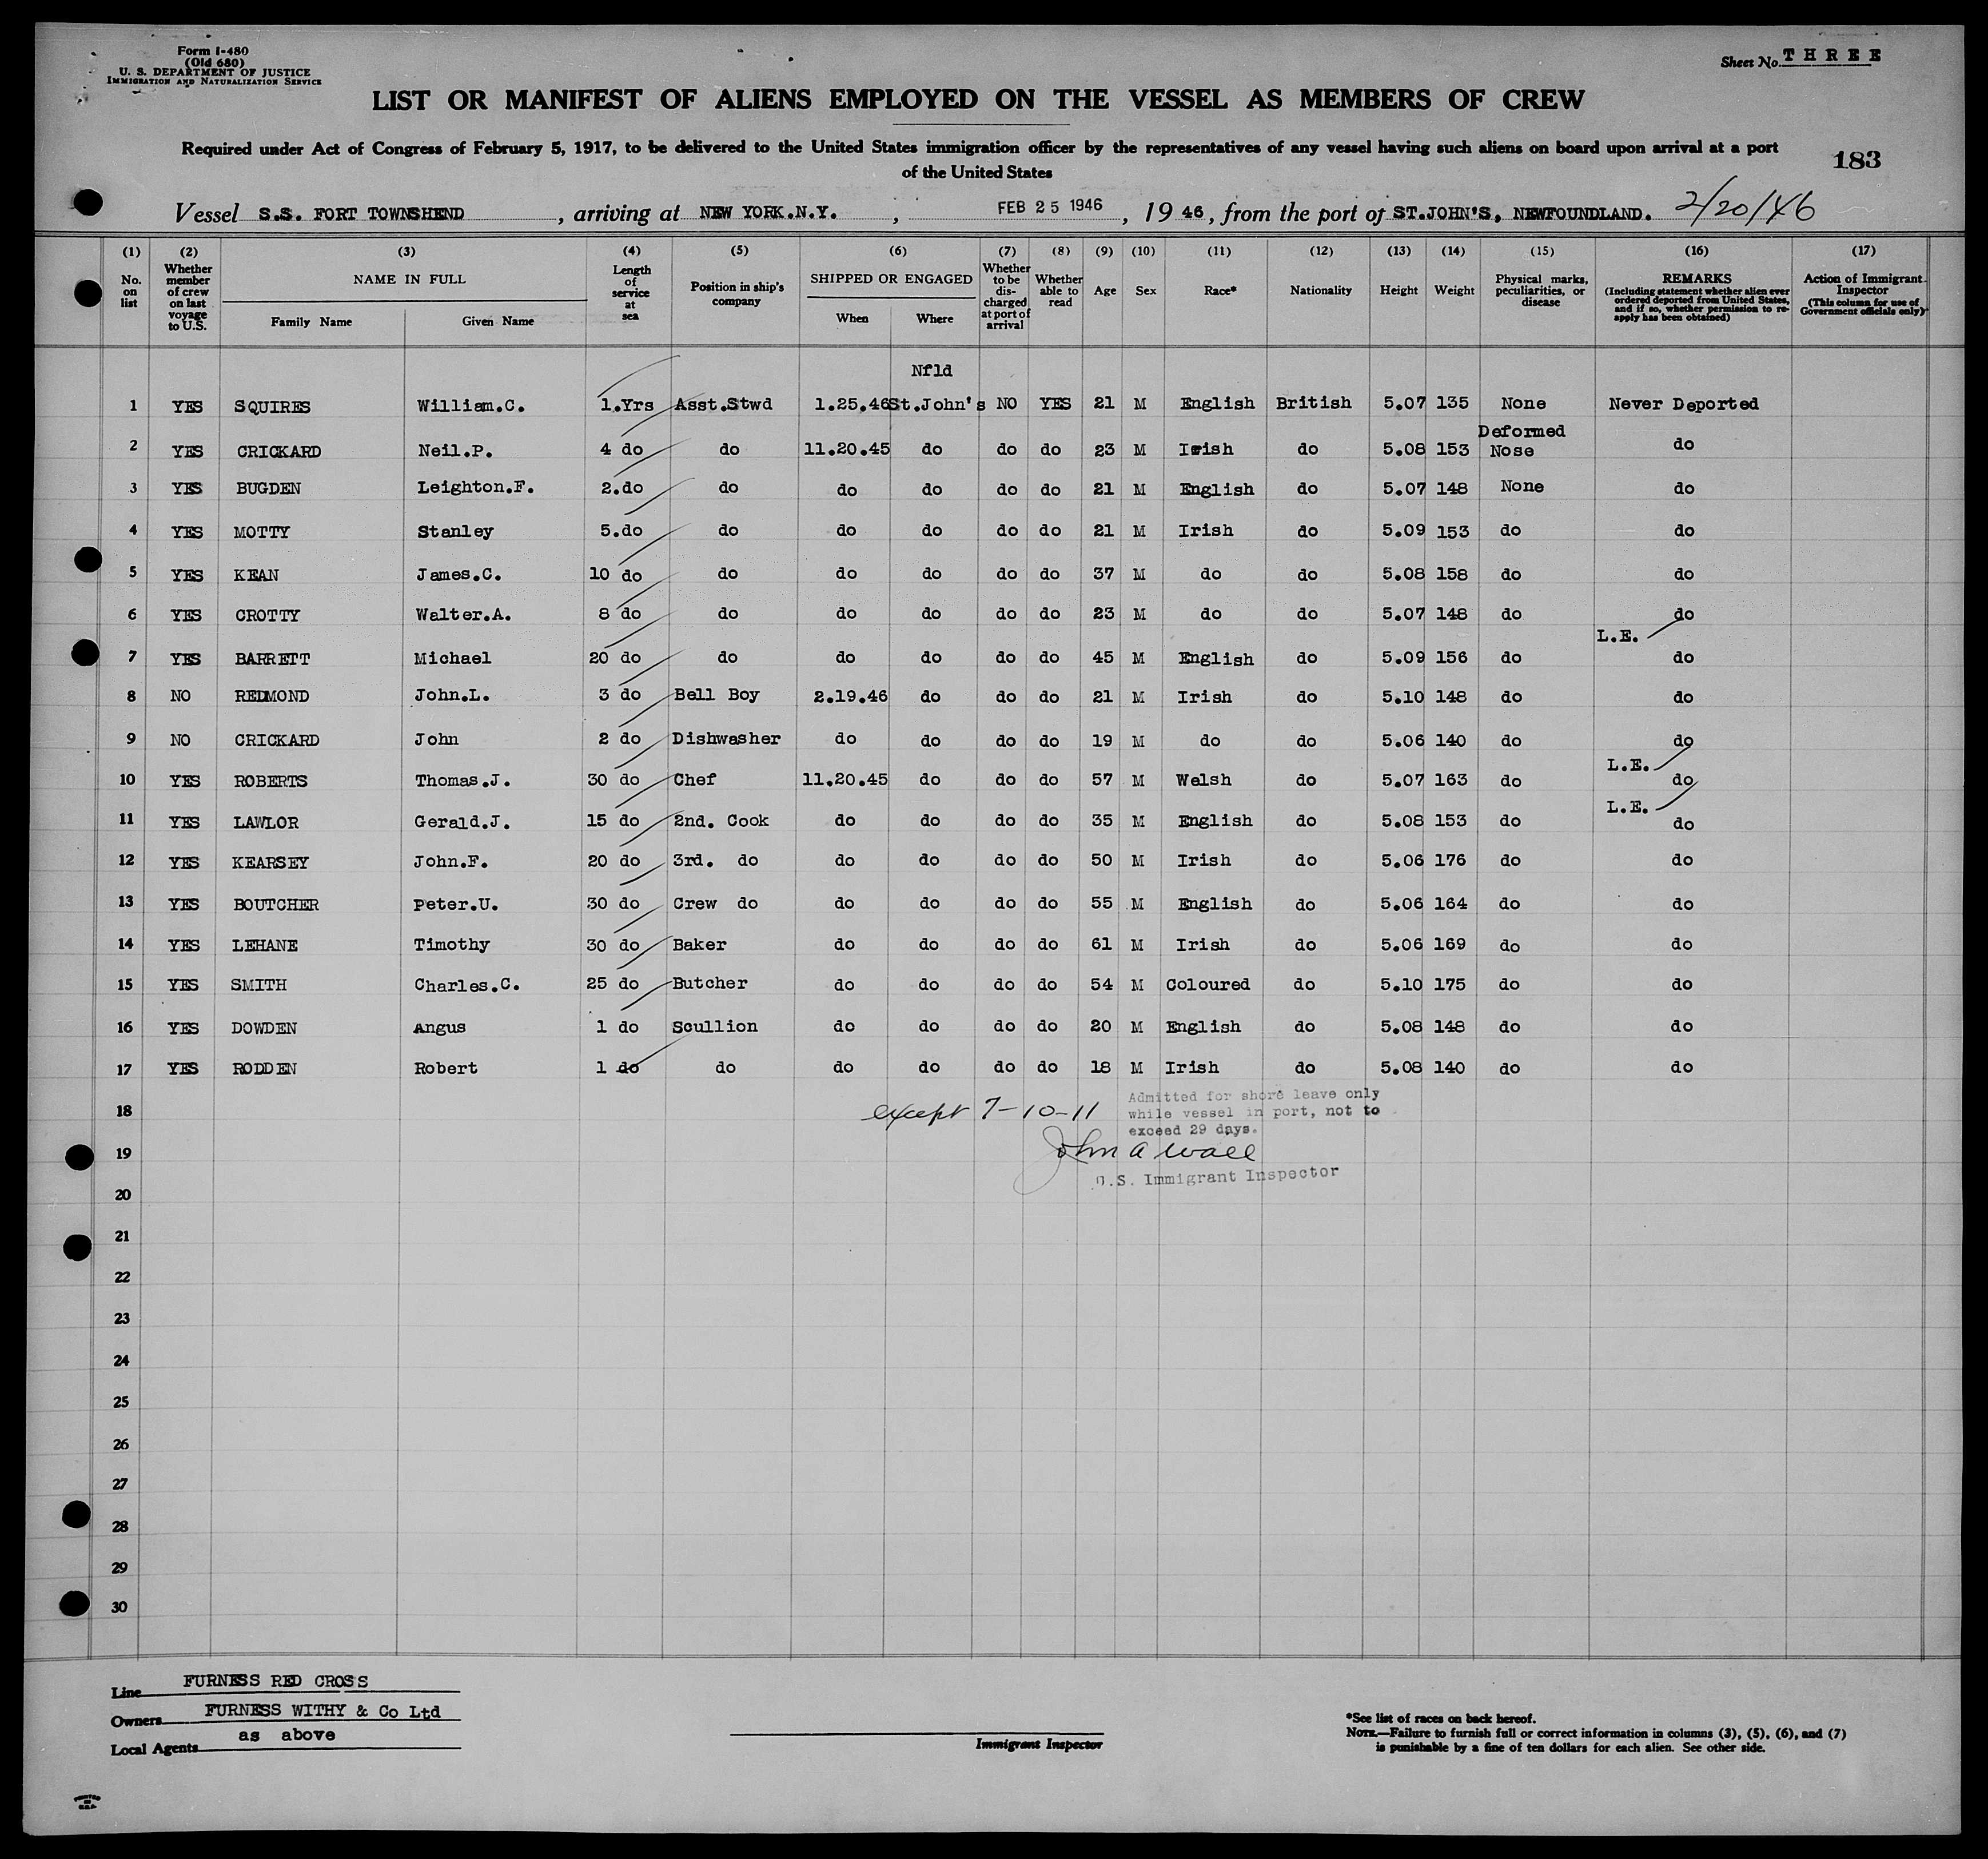 Form I-480
(Old 680)
U. S. DEPARTMENT OF JUSTICE
IMMIGRATION AND NATURALIZATION SERVICE
Sheet No. THREE
LIST OR MANIFEST OF ALIENS EMPLOYED ON THE VESSEL AS MEMBERS OF CREW
Required under Act of Congress of February 5, 1917, to be delivered to the United States immigration officer by the representatives of any vessel having such aliens on board upon arrival at a port
of the United States
183
Vessel S.S. FORT TOWNSHEND, arriving at NEW YORK.N.Y., FEB 25 1946, 19 46, from the port of ST.JOHN'S, NEWFOUNDLAND. 2/20/46
(1) (2) (3) (4) (5) (6) (7) (8) (9) (10) (11) (12) (13) (14) (15) (16) (17)
No. on list
Whether member of crew on last voyage to U.S.
NAME IN FULL
Family Name Given Name
Length of service at sea
Position in ship's company
SHIPPED OR ENGAGED
When Where
Whether to be discharged at port of arrival
Whether able to read
Age
Sex
Race*
Nationality
Height
Weight
Physical marks, peculiarities, or disease
REMARKS
(Including statement whether alien ever ordered deported from United States, and if so, whether permission to reapply has been obtained)
Action of Immigrant Inspector
(This column for use of Government officials only)
Nfld
1 YES SQUIRES William.C. 1.Yrs Asst.Stwd 1.25.46 St.John's NO YES 21 M English British 5.07 135 None Never Deported
2 YES CRICKARD Neil.P. 4 do do 11.20.45 do do do 23 M Irish do 5.08 153 Deformed Nose do
3 YES BUGDEN Leighton.F. 2.do do do do do do 21 M English do 5.07 148 None do
4 YES MOTTY Stanley 5.do do do do do do 21 M Irish do 5.09 153 do do
5 YES KEAN James.C. 10 do do do do do do 37 M do do 5.08 158 do do
6 YES CROTTY Walter.A. 8 do do do do do do 23 M do do 5.07 148 do do
L.E.
7 YES BARRETT Michael 20 do do do do do do 45 M English do 5.09 156 do do
8 NO REDMOND John.L. 3 do Bell Boy 2.19.46 do do do 21 M Irish do 5.10 148 do do
9 NO CRICKARD John 2 do Dishwasher do do do do 19 M do do 5.06 140 do do
L.E.
10 YES ROBERTS Thomas.J. 30 do Chef 11.20.45 do do do 57 M Welsh do 5.07 163 do do
L.E.
11 YES LAWLOR Gerald.J. 15 do 2nd. Cook do do do do 35 M English do 5.08 153 do do
12 YES KEARSEY John.F. 20 do 3rd. do do do do do 50 M Irish do 5.06 176 do do
13 YES BOUTCHER Peter.U. 30 do Crew do do do do do 55 M English do 5.06 164 do do
14 YES LEHANE Timothy 30 do Baker do do do do 61 M Irish do 5.06 169 do do
15 YES SMITH Charles.C. 25 do Butcher do do do do 54 M Coloured do 5.10 175 do do
16 YES DOWDEN Angus 1 do Scullion do do do do 20 M English do 5.08 148 do do
17 YES RODDEN Robert 1 do do do do do do 18 M Irish do 5.08 140 do do
Admitted for shore leave only
18 except 7-10-11 while vessel in port, not to
exceed 29 days.
19 John A Wall
U.S. Immigrant Inspector
20
21
22
23
24
25
26
27
28
29
30
Line FURNESS RED CROSS
Owners FURNESS WITHY & Co Ltd
Local Agents as above
Immigrant Inspector
*See list of races on back hereof.
NOTE.—Failure to furnish full or correct information in columns (3), (5), (6), and (7)
is punishable by a fine of ten dollars for each alien. See other side.
PRINTED
IN
U.S.A.